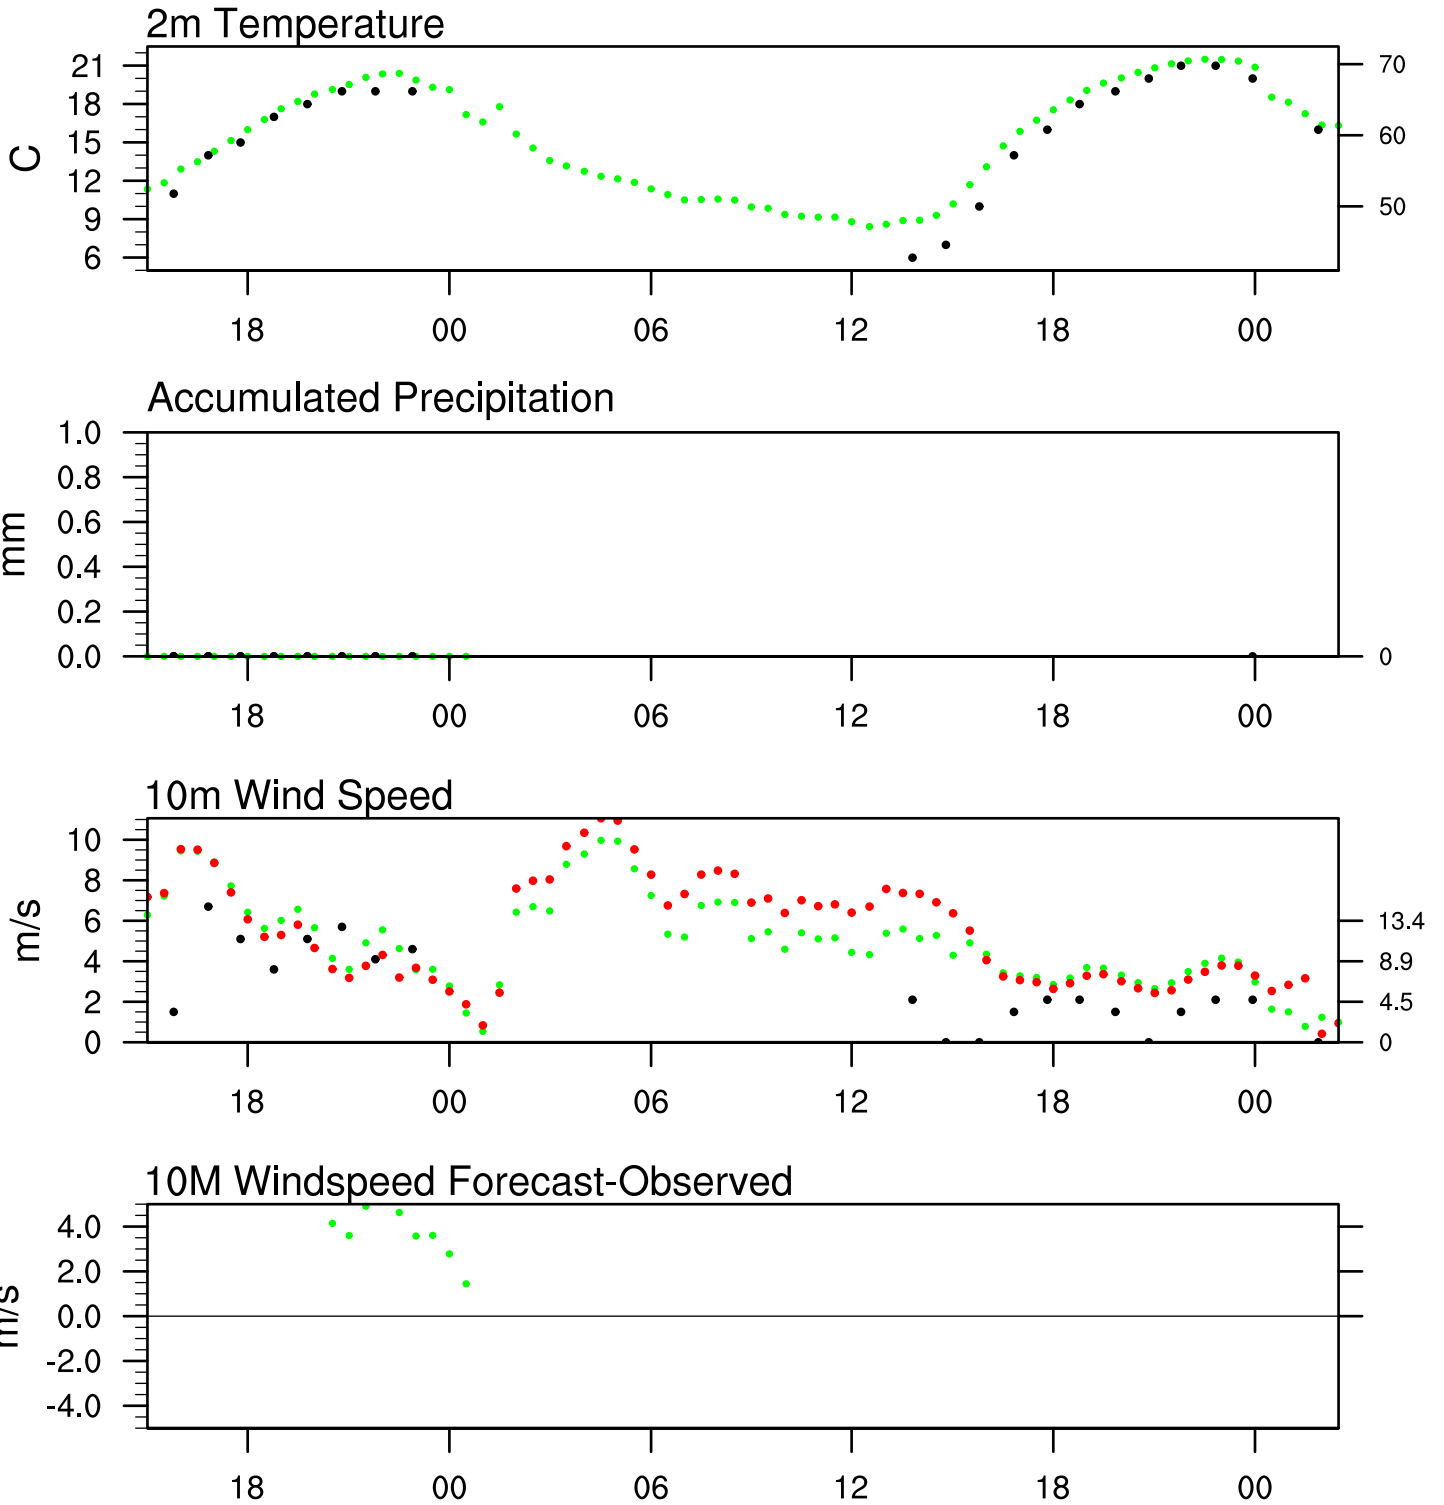 2m Temperature
21
18
15
12
9
6
C
70
60
50
18 00 06 12 18 00
Accumulated Precipitation
1.0
0.8
0.6
0.4
0.2
0.0
mm
0
18 00 06 12 18 00
10m Wind Speed
10
8
6
4
2
0
m/s
13.4
8.9
4.5
0
18 00 06 12 18 00
10M Windspeed Forecast-Observed
4.0
2.0
0.0
-2.0
-4.0
m/s
18 00 06 12 18 00